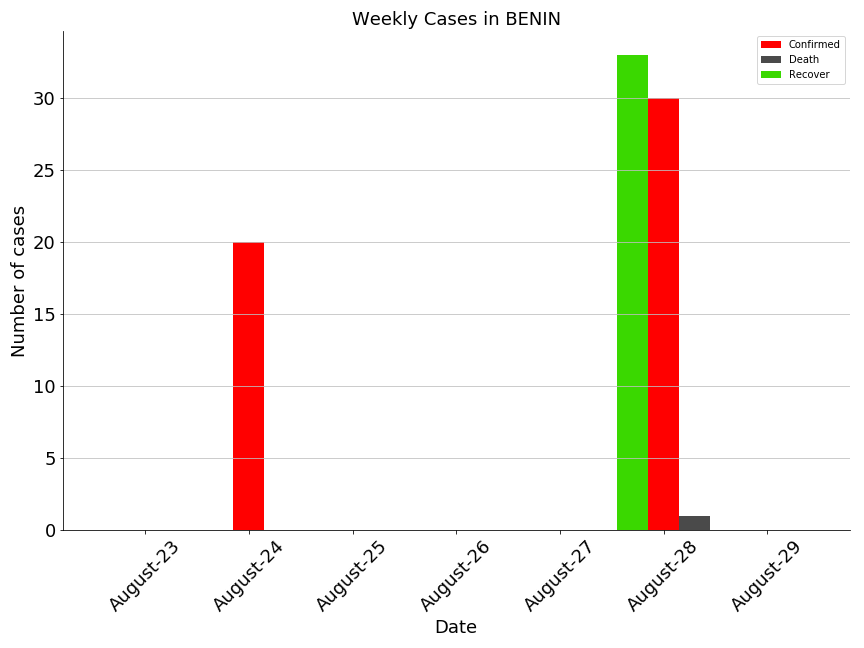 Weekly Cases in BENIN
Confirmed
Death
Recover
Number of cases
30
25
20
15
10
5
0
August-23
August-24
August-25
August-26
August-27
August-28
August-29
Date